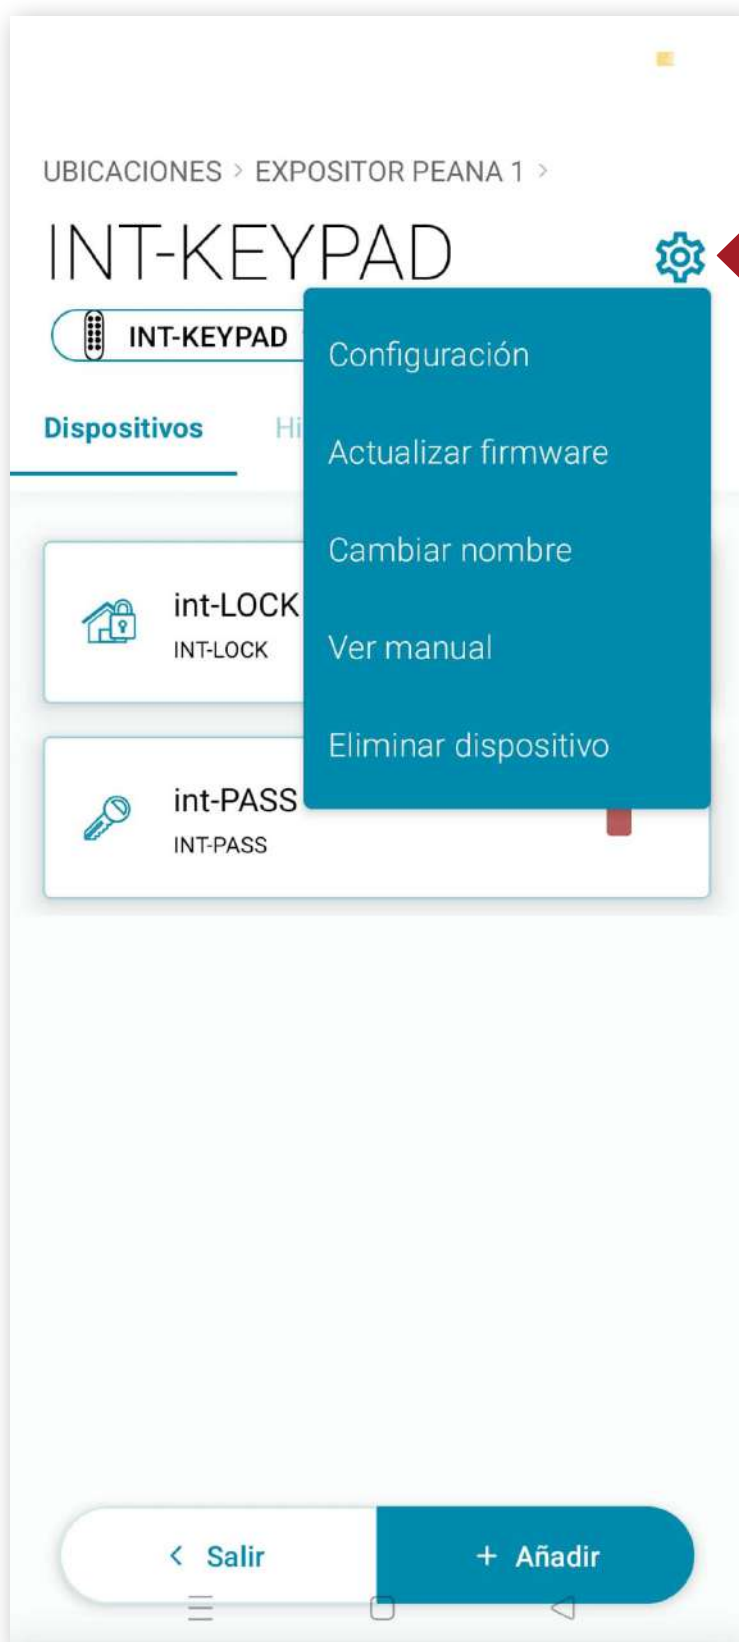 UBICACIONES > EXPOSITOR PEANA 1 >
INT-KEYPAD
INT-KEYPAD
Configuración
Dispositivos
Actualizar firmware
Cambiar nombre
int-LOCK
INT-LOCK
Ver manual
Eliminar dispositivo
int-PASS
INT-PASS
< Salir
+ Añadir